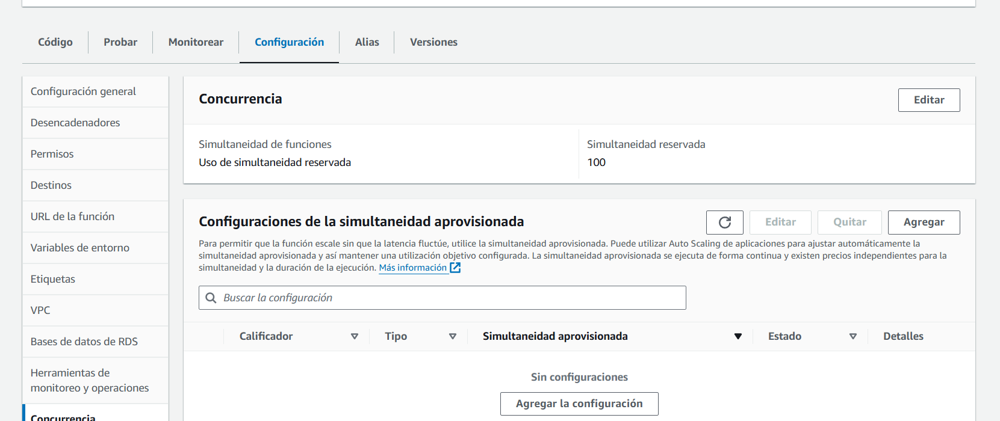 Código
Probar
Monitorear
Configuración
Alias
Versiones
Configuración general
Desencadenadores
Permisos
Destinos
URL de la función
Variables de entorno
Etiquetas
VPC
Bases de datos de RDS
Herramientas de
monitoreo y operaciones
Concurrencia
Concurrencia
Editar
Simultaneidad de funciones
Uso de simultaneidad reservada
Simultaneidad reservada
100
Configuraciones de la simultaneidad aprovisionada
Editar
Quitar
Agregar
Para permitir que la función escale sin que la latencia fluctúe, utilice la simultaneidad aprovisionada. Puede utilizar Auto Scaling de aplicaciones para ajustar automáticamente la
simultaneidad aprovisionada y así mantener una utilización objetivo configurada. La simultaneidad aprovisionada se ejecuta de forma continua y existen precios independientes para la
simultaneidad y la duración de la ejecución. Más información
Buscar la configuración
Calificador
Tipo
Simultaneidad aprovisionada
Estado
Detalles
Sin configuraciones
Agregar la configuración